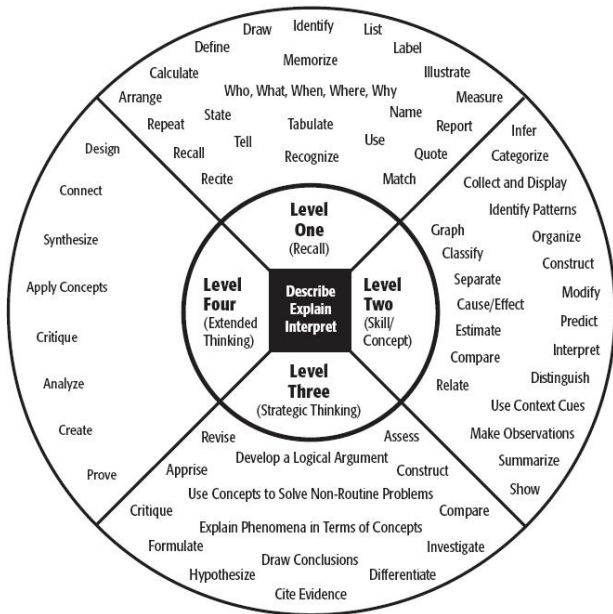 Draw
Identify
List
Define
Label
Memorize
Calculate
Illustrate
Arrange
Who, What, When, Where, Why
Measure
State
Name
Repeat
Tabulate
Report
Tell
Use
Recall
Recognize
Quote
Recite
Match
Infer
Categorize
Collect and Display
Identify Patterns
Graph
Organize
Classify
Construct
Separate
Modify
Cause/Effect
Predict
Estimate
Interpret
Compare
Distinguish
Relate
Use Context Cues
Make Observations
Summarize
Show
Revise
Assess
Develop a Logical Argument
Apprise
Construct
Use Concepts to Solve Non-Routine Problems
Critique
Compare
Explain Phenomena in Terms of Concepts
Formulate
Investigate
Draw Conclusions
Hypothesize
Differentiate
Cite Evidence
Design
Connect
Synthesize
Apply Concepts
Critique
Analyze
Create
Prove
Level
One
(Recall)
Level
Two
(Skill/
Concept)
Level
Three
(Strategic Thinking)
Level
Four
(Extended
Thinking)
Describe
Explain
Interpret